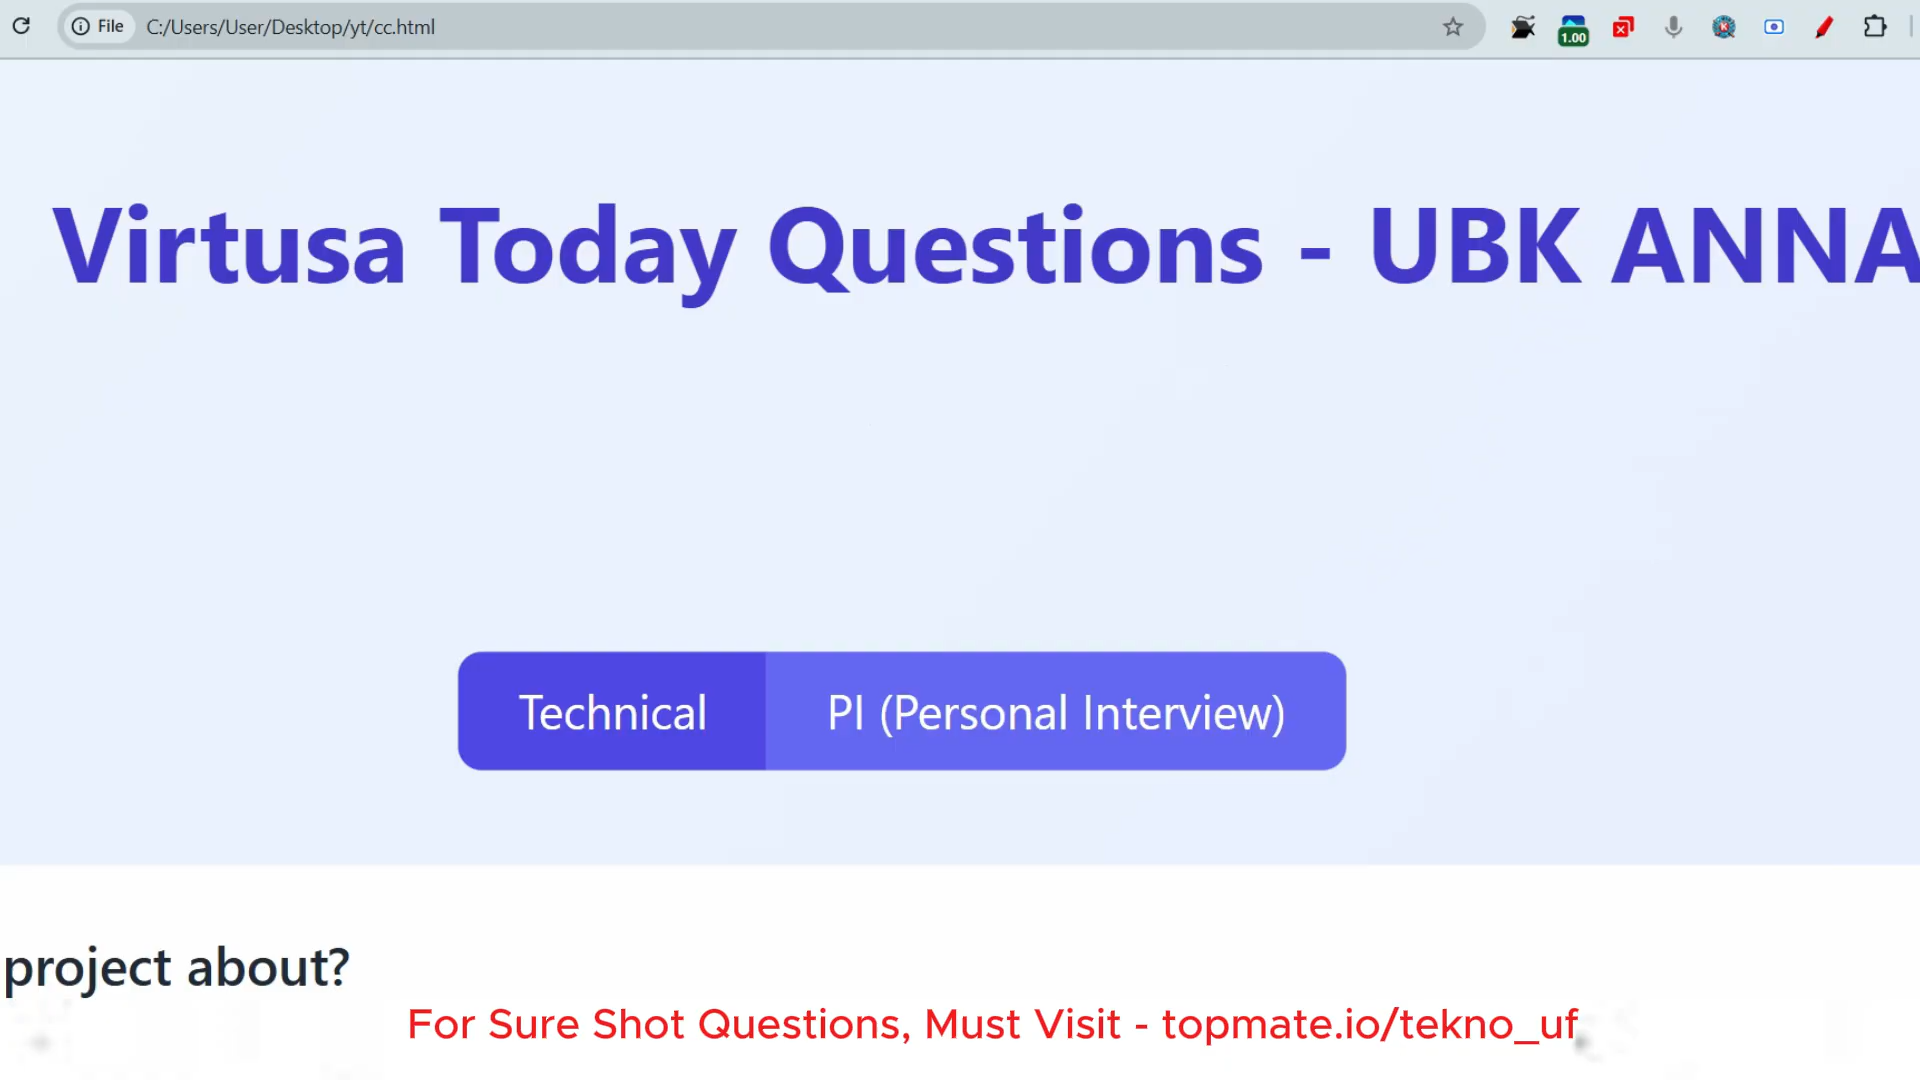 File C:/Users/User/Desktop/yt/cc.html
1.00
Virtusa Today Questions - UBK ANNA
Technical PI (Personal Interview)
project about?
For Sure Shot Questions, Must Visit - topmate.io/tekno_uf